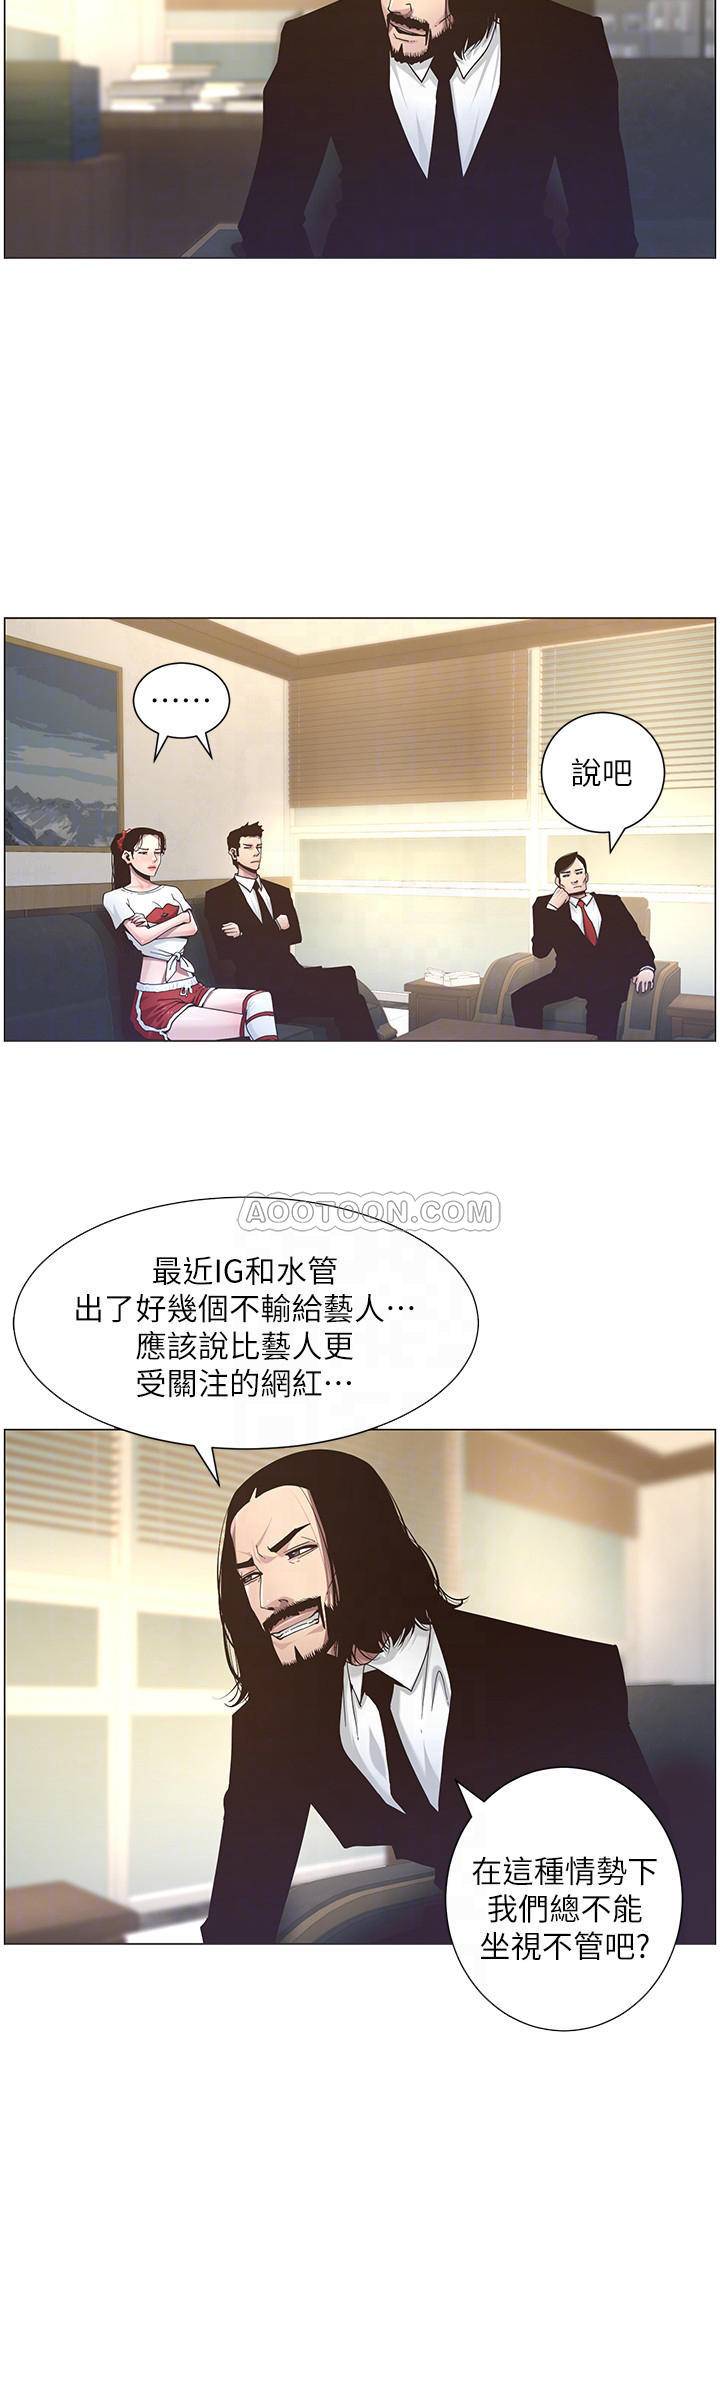 ……
說吧
AOOTOON.COM
最近IG和水管
出了好幾個不輸給藝人…
應該說比藝人更
受關注的網紅…
在這種情勢下
我們總不能
坐視不管吧?